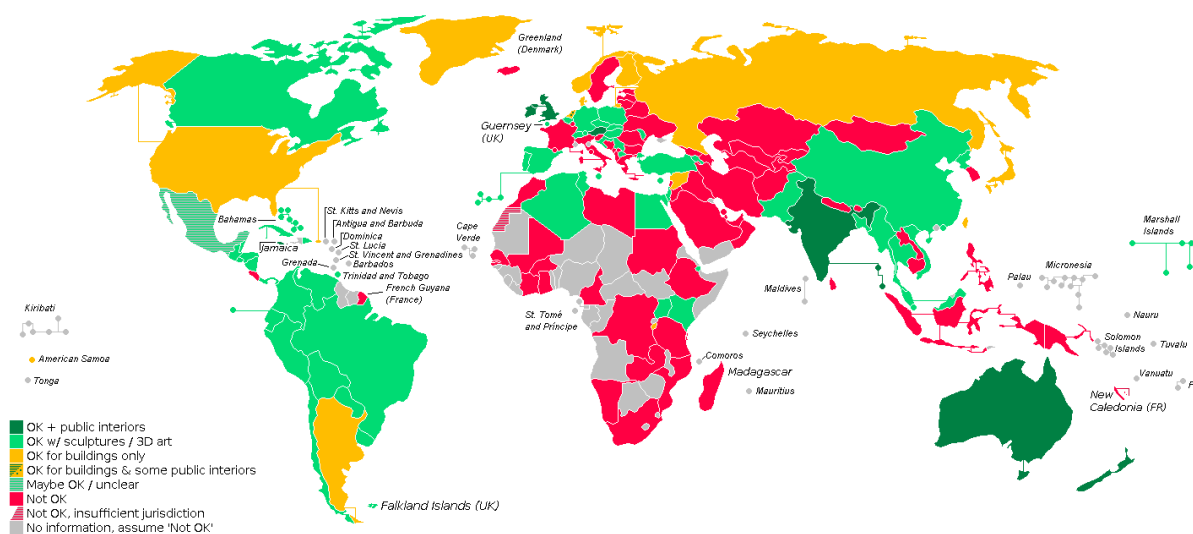 Greenland
(Denmark)
Guernsey
(UK)
Bahamas
Jamaica
St. Kitts and Nevis
Antigua and Barbuda
Dominica
St. Lucia
St. Vincent and Grenadines
Barbados
Grenada
Trinidad and Tobago
French Guyana
(France)
Cape
Verde
St. Tomé
and Príncipe
Maldives
Seychelles
Comoros
Madagascar
Mauritius
Marshall
Islands
Micronesia
Palau
Nauru
Solomon
Islands
Tuvalu
Vanuatu
F
New
Caledonia (FR)
Kiribati
American Samoa
Tonga
Falkland Islands (UK)
OK + public interiors
OK w/ sculptures / 3D art
OK for buildings only
OK for buildings & some public interiors
Maybe OK / unclear
Not OK
Not OK, insufficient jurisdiction
No information, assume 'Not OK'